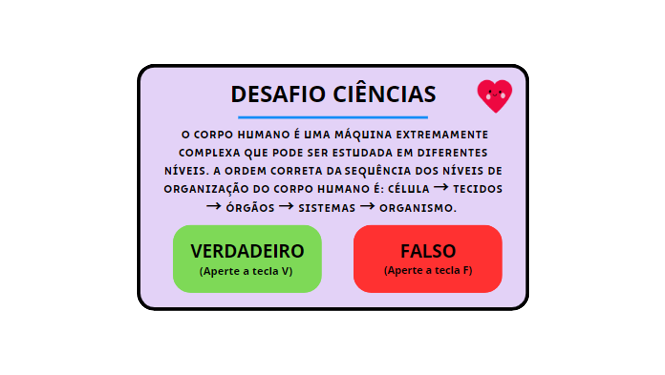 DESAFIO CIÊNCIAS
O CORPO HUMANO É UMA MÁQUINA EXTREMAMENTE
COMPLEXA QUE PODE SER ESTUDADA EM DIFERENTES
NÍVEIS. A ORDEM CORRETA DA SEQUÊNCIA DOS NÍVEIS DE
ORGANIZAÇÃO DO CORPO HUMANO É: CÉLULA → TECIDOS
→ ÓRGÃOS → SISTEMAS → ORGANISMO.
VERDADEIRO
(Aperte a tecla V)
FALSO
(Aperte a tecla F)